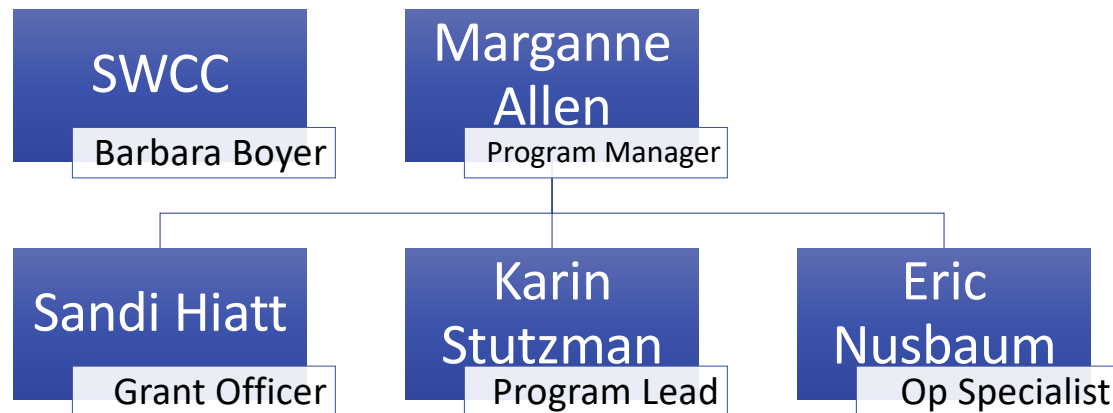 SWCC
Barbara Boyer
Marganne
Allen
Program Manager
Sandi Hiatt
Grant Officer
Karin
Stutzman
Program Lead
Eric
Nusbaum
Op Specialist